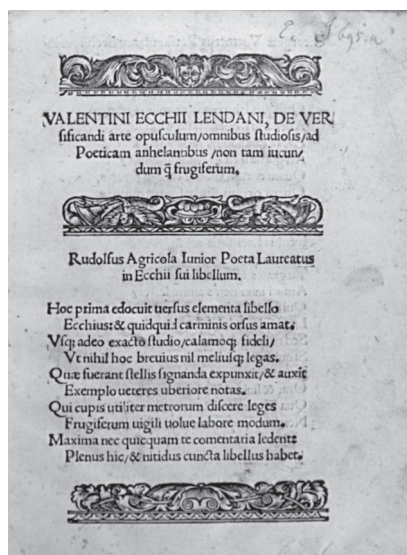 VALENTINI ECCHII LENDANI, DE VER
sificandi arte opusculum/omnibus studiosis/ad
Poeticam anhelantibus/non tam iucun/
dum q̃ frugiferum.
Rudolfus Agricola Iunior Poeta Laureatus
in Ecchii sui libellum.
Hoc prima edocuit uersus elementa libello
Ecchius: & quidquid carminis orsus amat.
Vsq; adeo exacto studio/calamoq; fideli/
Vt nihil hoc breuius nil meliusq; legas.
Quæ fuerant stellis signanda expunxit/& auxit
Exemplo ueteres uberiore notas.
Qui cupis utiliter metrorum discere leges
Frugiferum uigili uolue labore modum.
Maxima nec quicquam te comentaria ledent:
Plenus hic/& nitidus cuncta libellus habet.